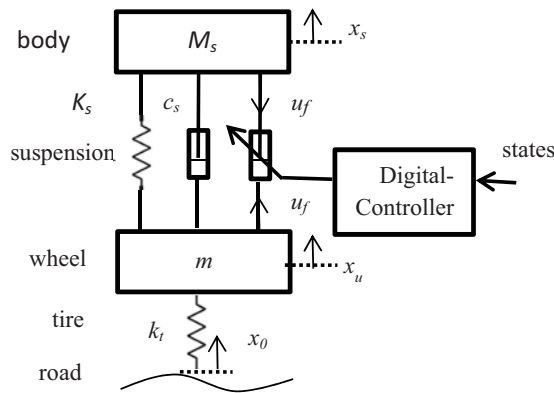 body M_s x_s
K_s c_s u_f
suspension
states
Digital-
Controller
u_f
wheel m x_u
tire
k_t x_0
road